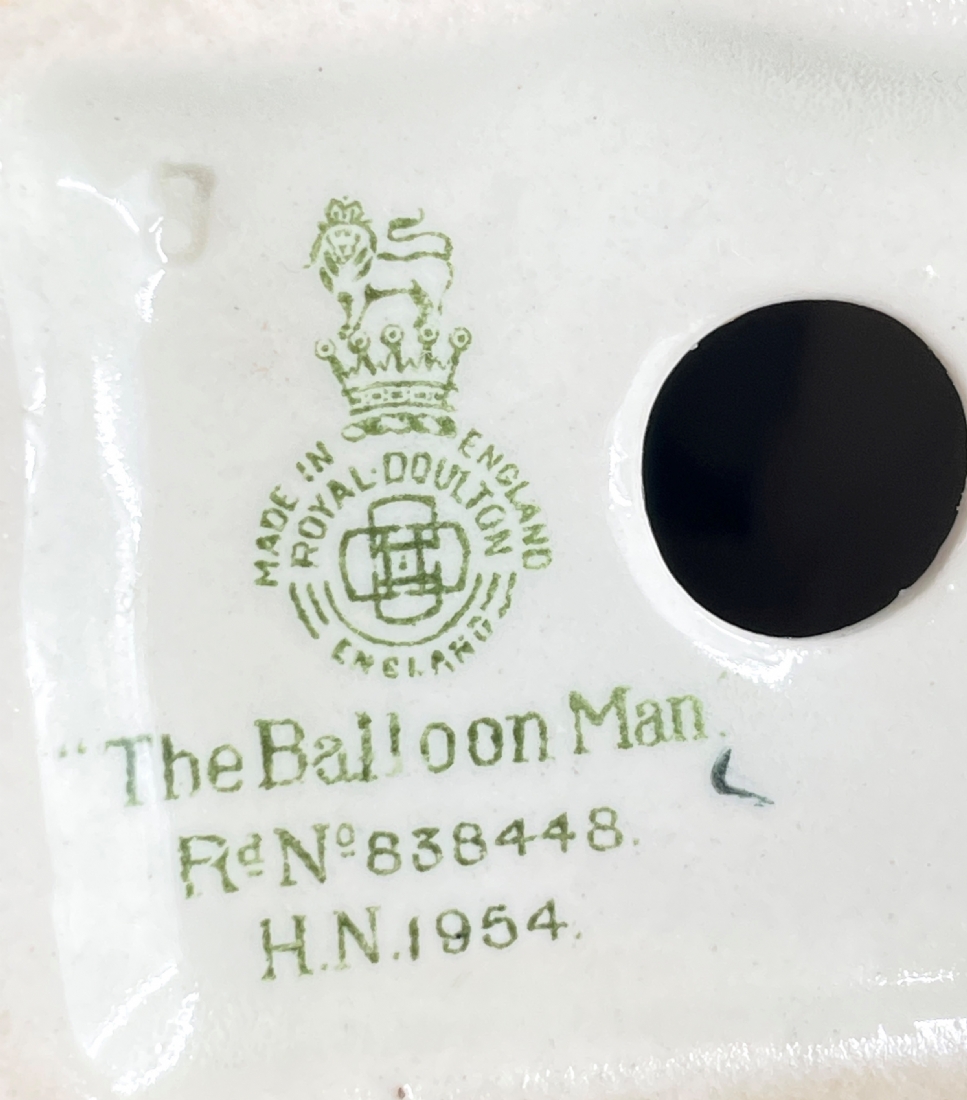 MADE IN ENGLAND
ROYAL·DOULTON
ENGLAND
"The Balloon Man.
Rd No 838448.
H.N.1954.